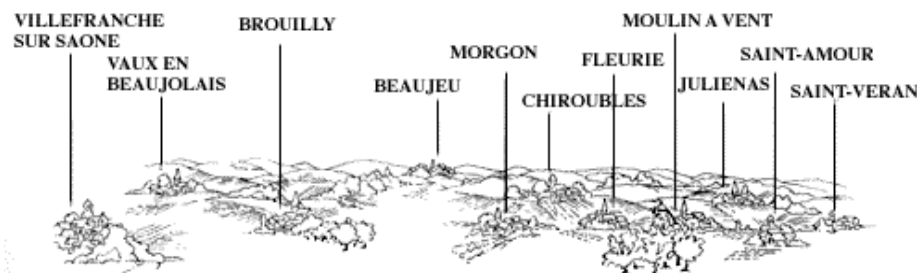 VILLEFRANCHE
SUR SAONE
VAUX EN
BEAUJOLAIS
BROUILLY
BEAUJEU
MORGON
CHIROUBLES
FLEURIE
MOULIN A VENT
JULIENAS
SAINT-AMOUR
SAINT-VERAN